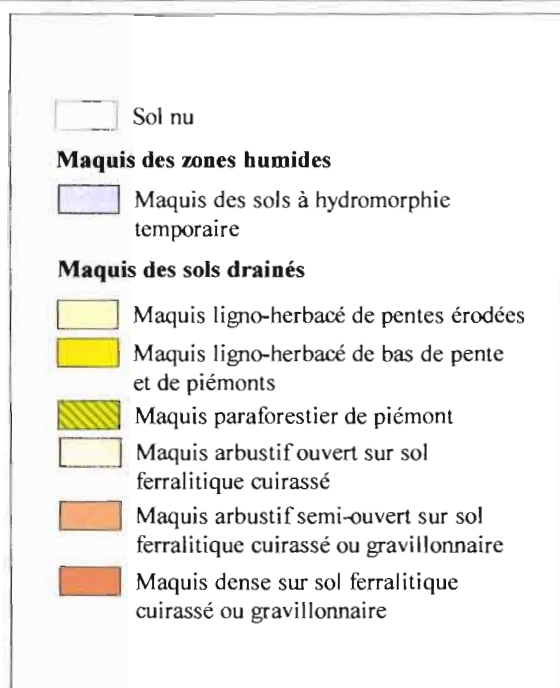 Sol nu
Maquis des zones humides
Maquis des sols à hydromorphie
temporaire
Maquis des sols drainés
Maquis ligno-herbacé de pentes érodées
Maquis ligno-herbacé de bas de pente
et de piémonts
Maquis paraforestier de piémont
Maquis arbustif ouvert sur sol
ferralitique cuirassé
Maquis arbustif semi-ouvert sur sol
ferralitique cuirassé ou gravillonnaire
Maquis dense sur sol ferralitique
cuirassé ou gravillonnaire